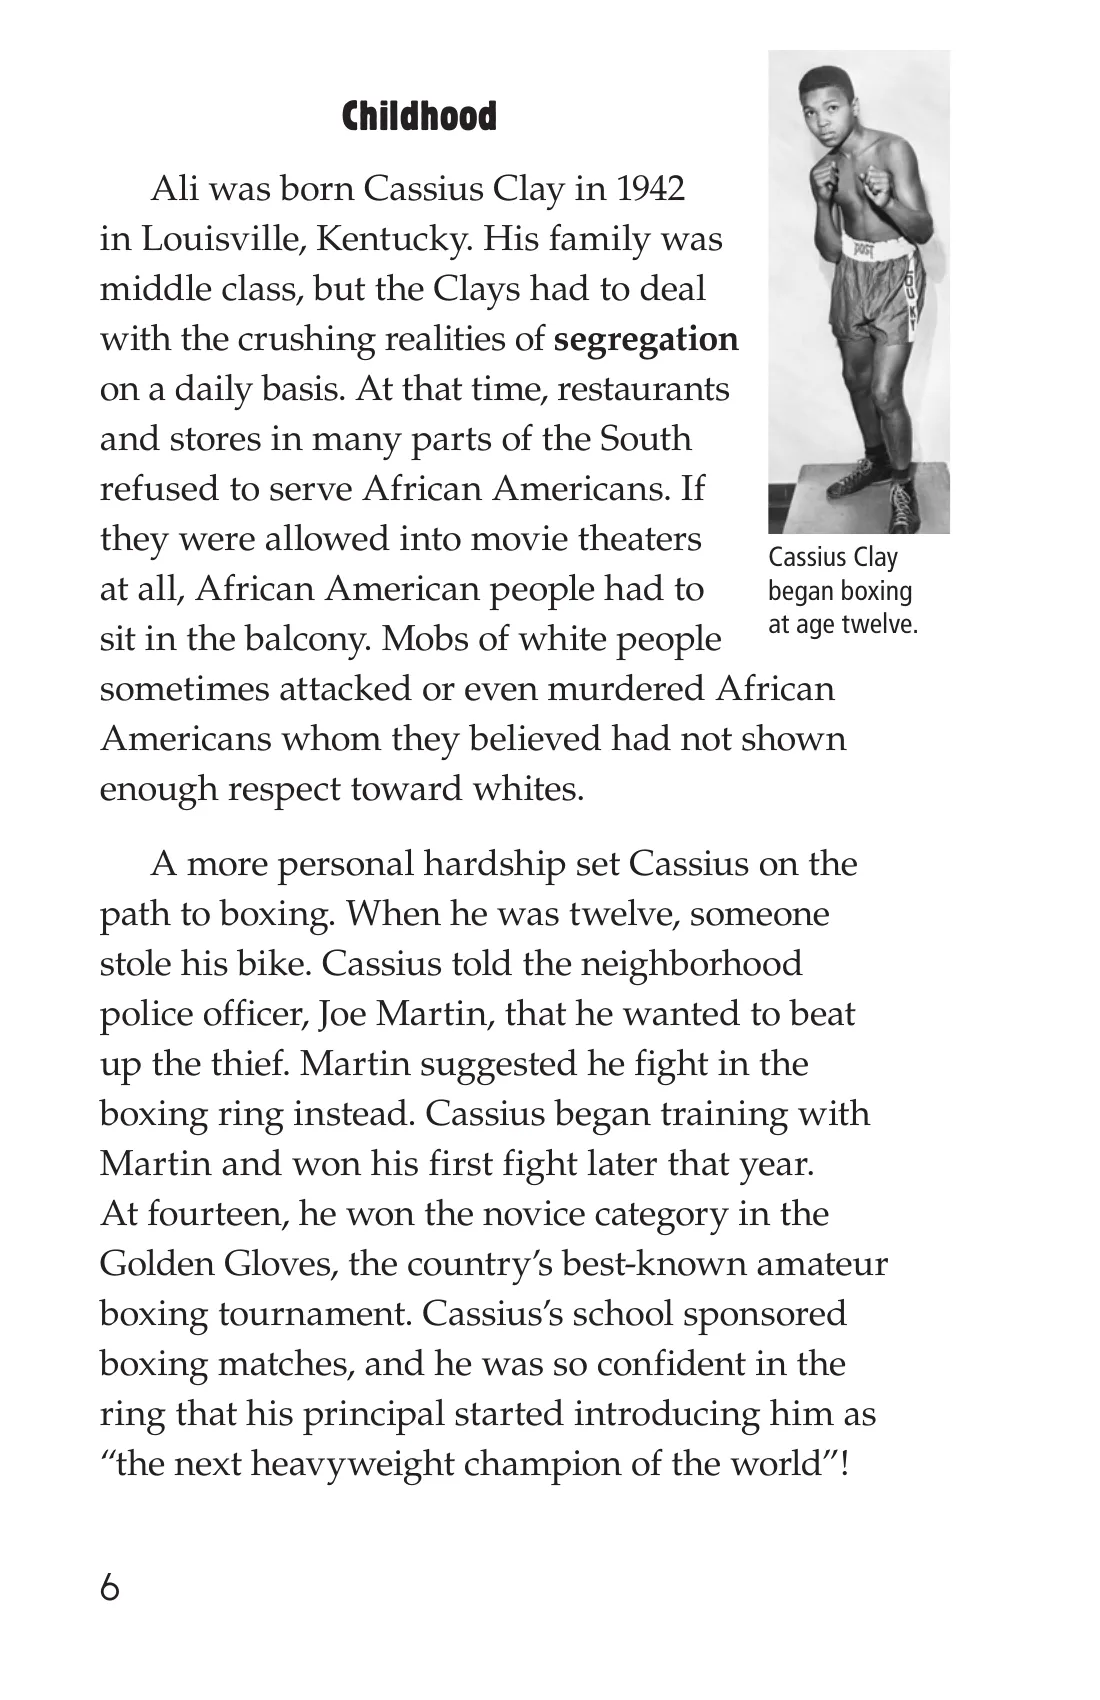 Childhood
Ali was born Cassius Clay in 1942
in Louisville, Kentucky. His family was
middle class, but the Clays had to deal
with the crushing realities of segregation
on a daily basis. At that time, restaurants
and stores in many parts of the South
refused to serve African Americans. If
they were allowed into movie theaters
at all, African American people had to
sit in the balcony. Mobs of white people
sometimes attacked or even murdered African
Americans whom they believed had not shown
enough respect toward whites.
POST
LOU KY
Cassius Clay
began boxing
at age twelve.
A more personal hardship set Cassius on the
path to boxing. When he was twelve, someone
stole his bike. Cassius told the neighborhood
police officer, Joe Martin, that he wanted to beat
up the thief. Martin suggested he fight in the
boxing ring instead. Cassius began training with
Martin and won his first fight later that year.
At fourteen, he won the novice category in the
Golden Gloves, the country’s best-known amateur
boxing tournament. Cassius’s school sponsored
boxing matches, and he was so confident in the
ring that his principal started introducing him as
“the next heavyweight champion of the world”!
6